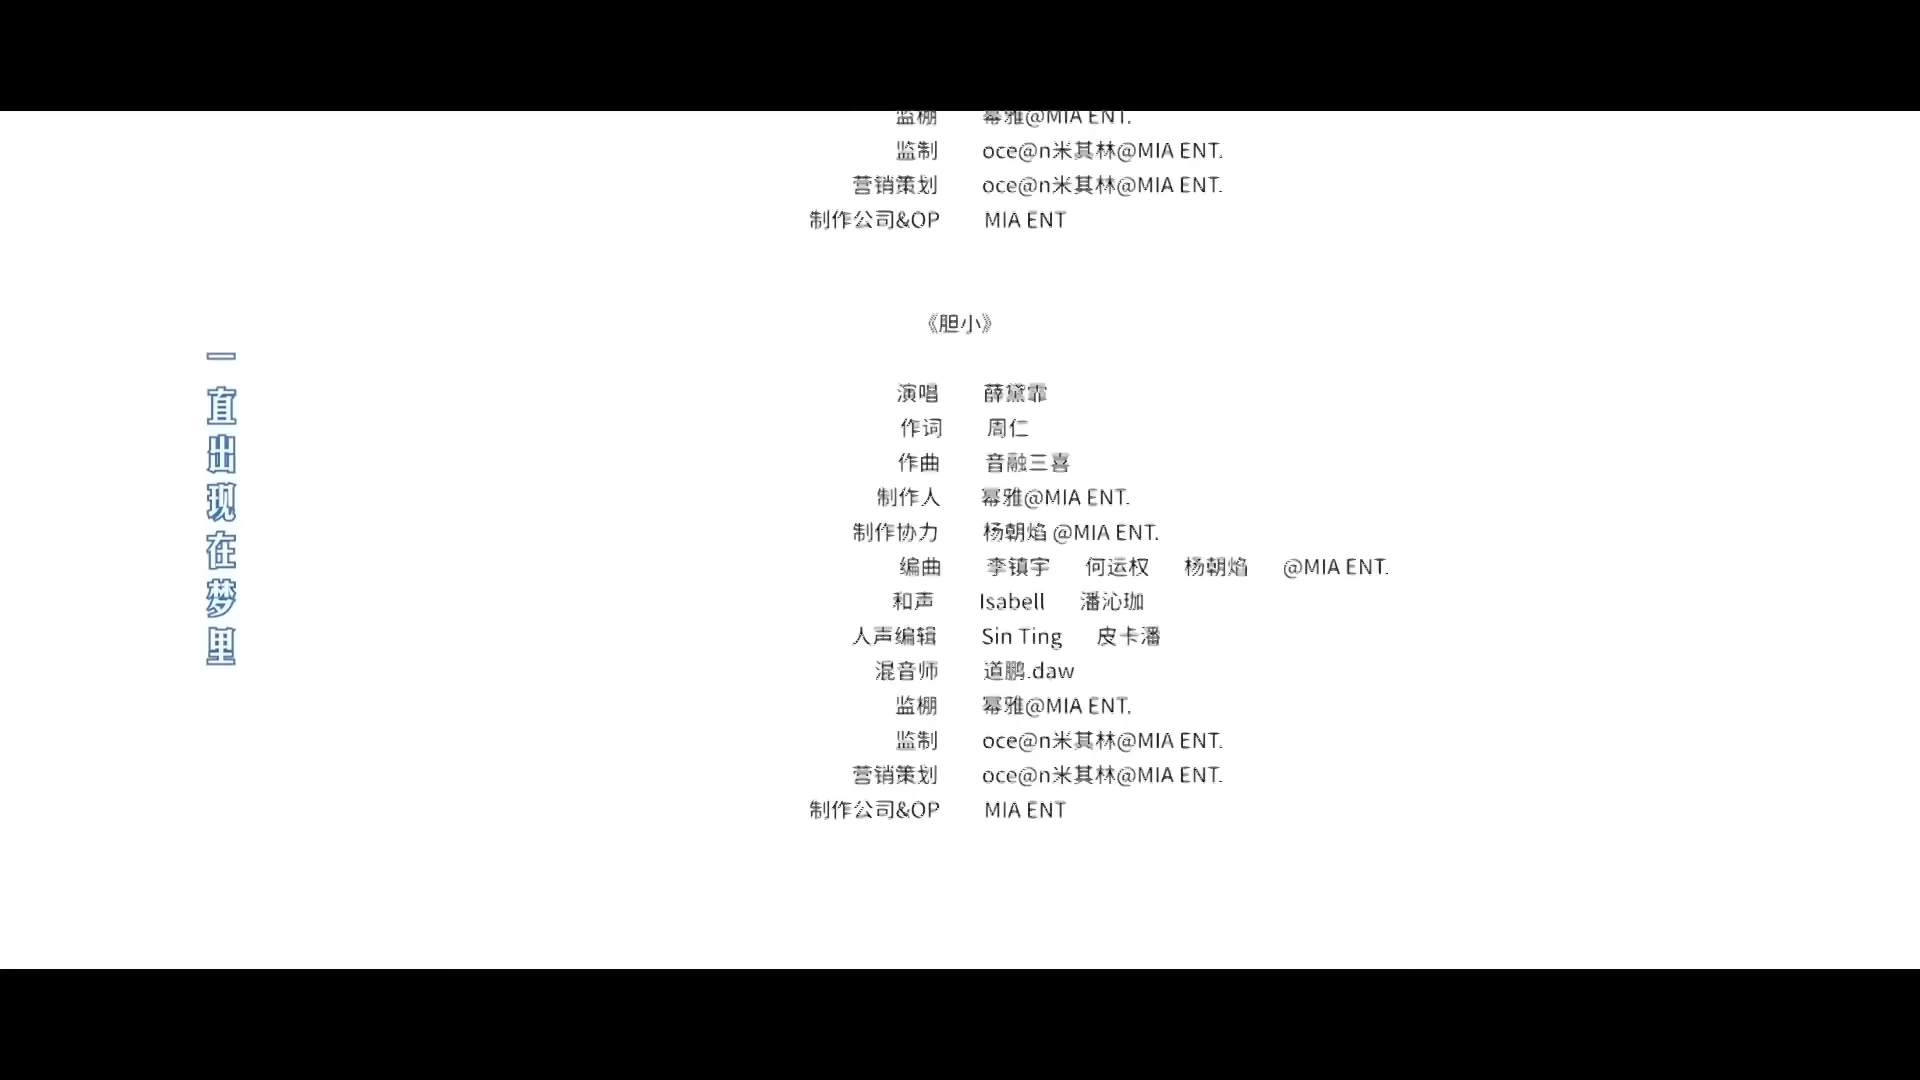 监棚 幂雅@MIA ENT.
监制 oce@n米其林@MIA ENT.
营销策划 oce@n米其林@MIA ENT.
制作公司&OP MIA ENT
《胆小》
演唱 薛黛霏
作词 周仁
作曲 音融三喜
制作人 幂雅@MIA ENT.
制作协力 杨朝焰 @MIA ENT.
编曲 李镇宇 何运权 杨朝焰 @MIA ENT.
和声 Isabell 潘沁珈
人声编辑 Sin Ting 皮卡潘
混音师 道鹏.daw
监棚 幂雅@MIA ENT.
监制 oce@n米其林@MIA ENT.
营销策划 oce@n米其林@MIA ENT.
制作公司&OP MIA ENT
一直出现在梦里